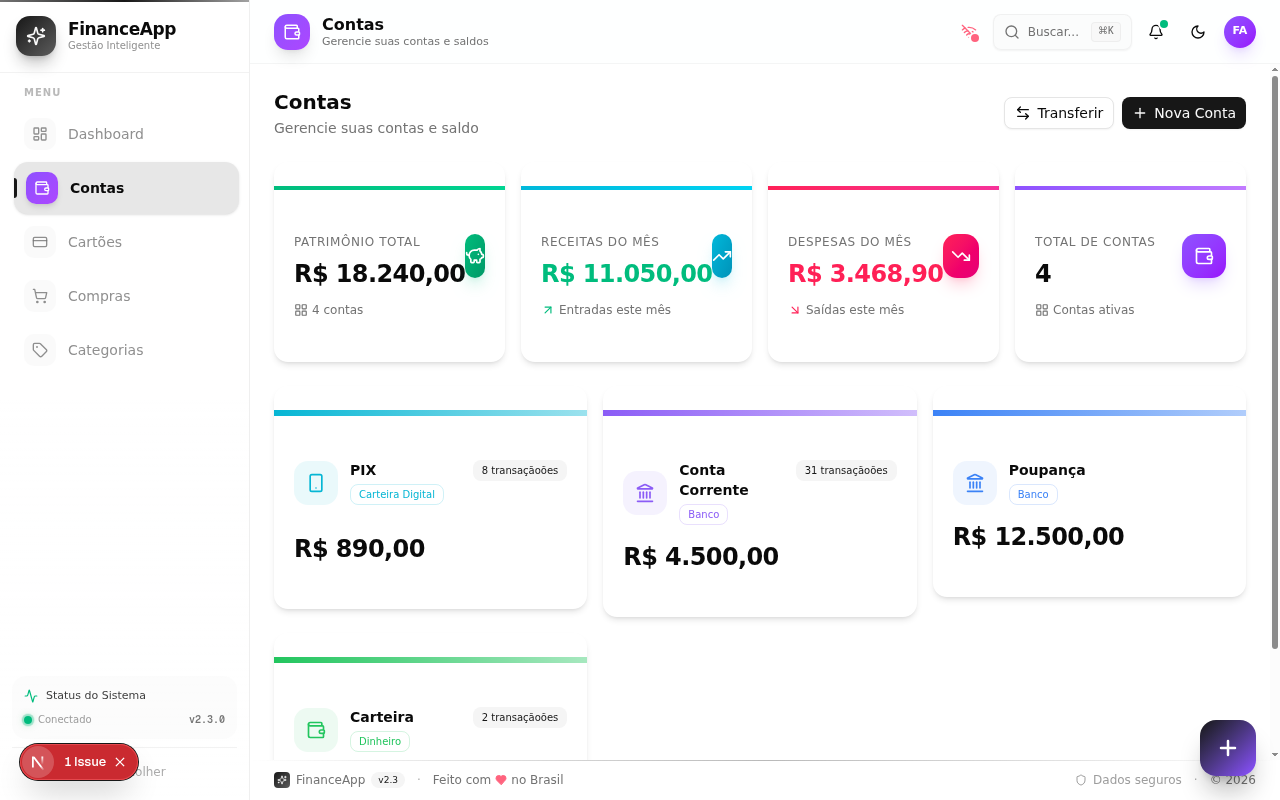 FinanceApp
Gestão Inteligente
MENU
Dashboard
Contas
Cartões
Compras
Categorias
Status do Sistema
Conectado v2.3.0
1 Issue
olher
Contas
Gerencie suas contas e saldos
Buscar... ⌘K
FA
Contas
Gerencie suas contas e saldo
Transferir
Nova Conta
PATRIMÔNIO TOTAL
R$ 18.240,00
4 contas
RECEITAS DO MÊS
R$ 11.050,00
Entradas este mês
DESPESAS DO MÊS
R$ 3.468,90
Saídas este mês
TOTAL DE CONTAS
4
Contas ativas
PIX
8 transaçãoões
Carteira Digital
R$ 890,00
Conta
Corrente
31 transaçãoões
Banco
R$ 4.500,00
Poupança
Banco
R$ 12.500,00
Carteira
2 transaçãoões
Dinheiro
FinanceApp v2.3 · Feito com no Brasil
Dados seguros · © 2026